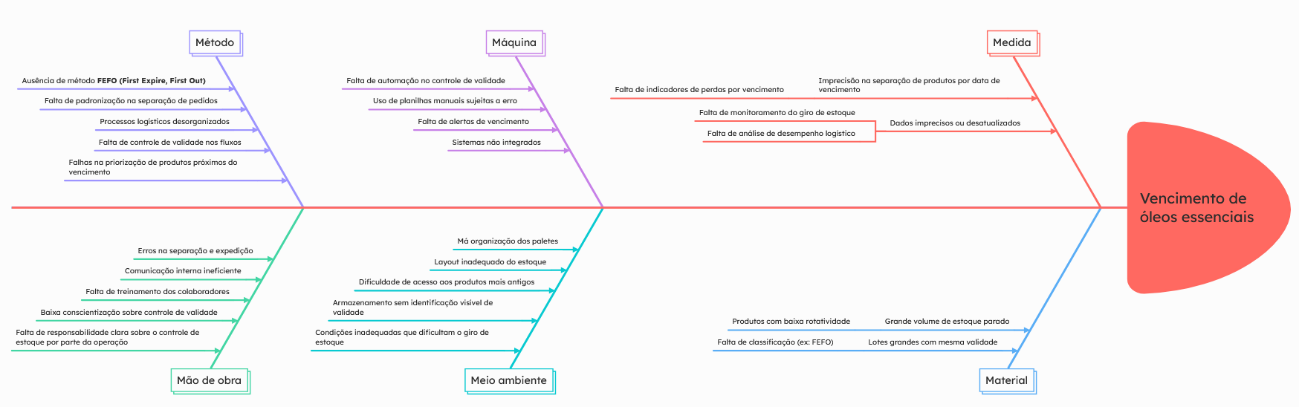 Método
Ausência de método FEFO (First Expire, First Out)
Falta de padronização na separação de pedidos
Processos logísticos desorganizados
Falta de controle de validade nos fluxos
Falhas na priorização de produtos próximos do
vencimento
Máquina
Falta de automação no controle de validade
Uso de planilhas manuais sujeitas a erro
Falta de alertas de vencimento
Sistemas não integrados
Medida
Falta de indicadores de perdas por vencimento
Imprecisão na separação de produtos por data de
vencimento
Falta de monitoramento do giro de estoque
Falta de análise de desempenho logístico
Dados imprecisos ou desatualizados
Vencimento de
óleos essenciais
Erros na separação e expedição
Comunicação interna ineficiente
Falta de treinamento dos colaboradores
Baixa conscientização sobre controle de validade
Falta de responsabilidade clara sobre o controle de
estoque por parte da operação
Mão de obra
Má organização dos paletes
Layout inadequado do estoque
Dificuldade de acesso aos produtos mais antigos
Armazenamento sem identificação visível de
validade
Condições inadequadas que dificultam o giro de
estoque
Meio ambiente
Produtos com baixa rotatividade
Grande volume de estoque parado
Falta de classificação (ex: FEFO)
Lotes grandes com mesma validade
Material